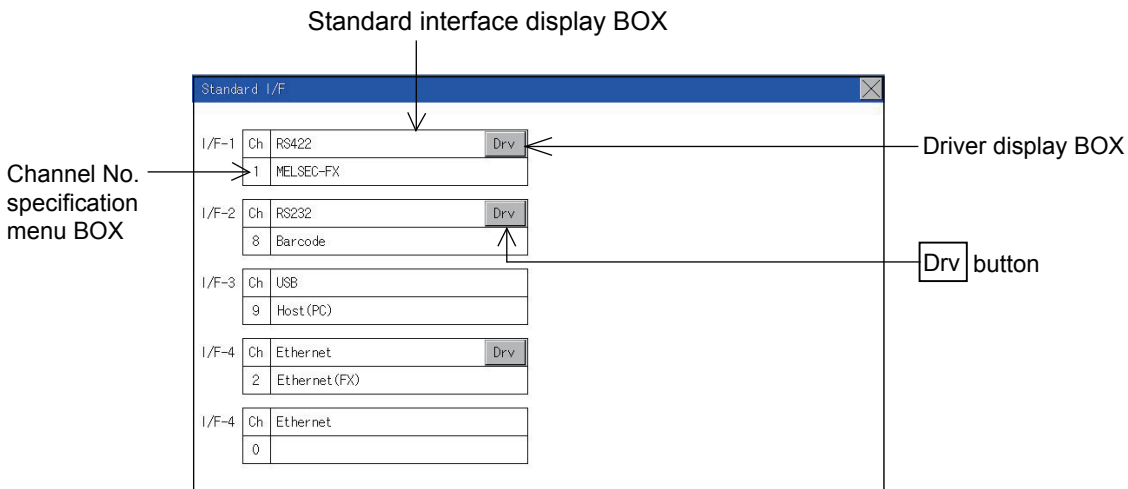 Standard interface display BOX
Standard I/F
I/F-1 Ch RS422 Drv
Driver display BOX
1 MELSEC-FX
Channel No.
specification
menu BOX
I/F-2 Ch RS232 Drv
8 Barcode
Drv button
I/F-3 Ch USB
9 Host(PC)
I/F-4 Ch Ethernet Drv
2 Ethernet(FX)
I/F-4 Ch Ethernet
0